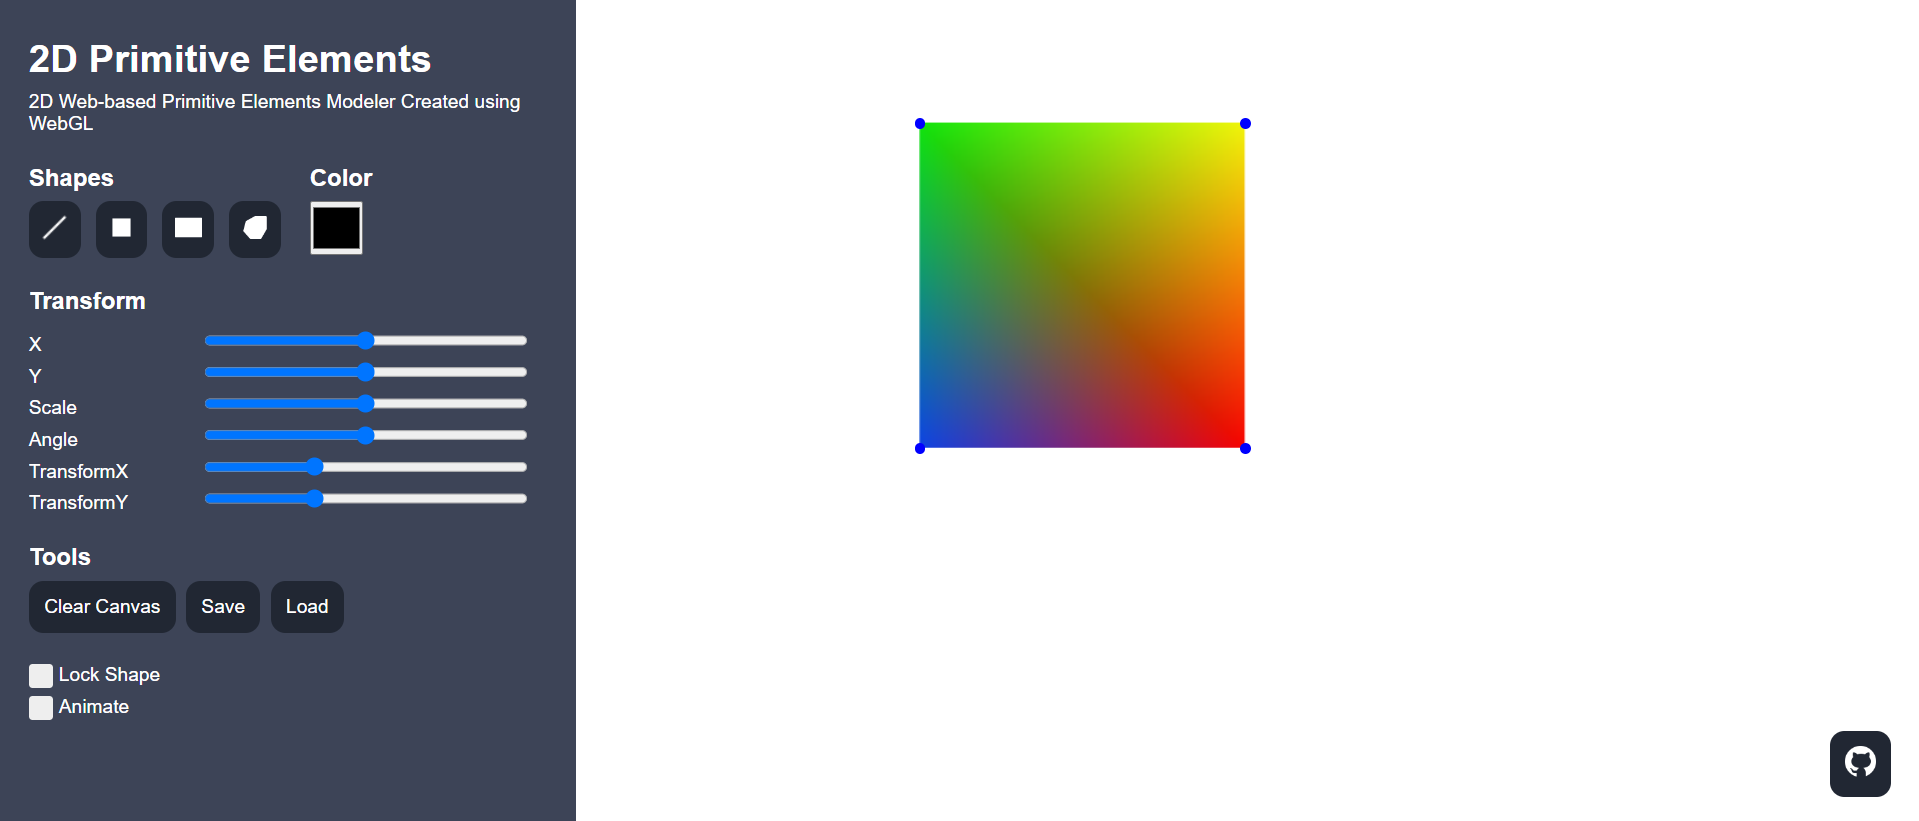 2D Primitive Elements
2D Web-based Primitive Elements Modeler Created using
WebGL
Shapes
Color
Transform
X
Y
Scale
Angle
TransformX
TransformY
Tools
Clear Canvas
Save
Load
Lock Shape
Animate